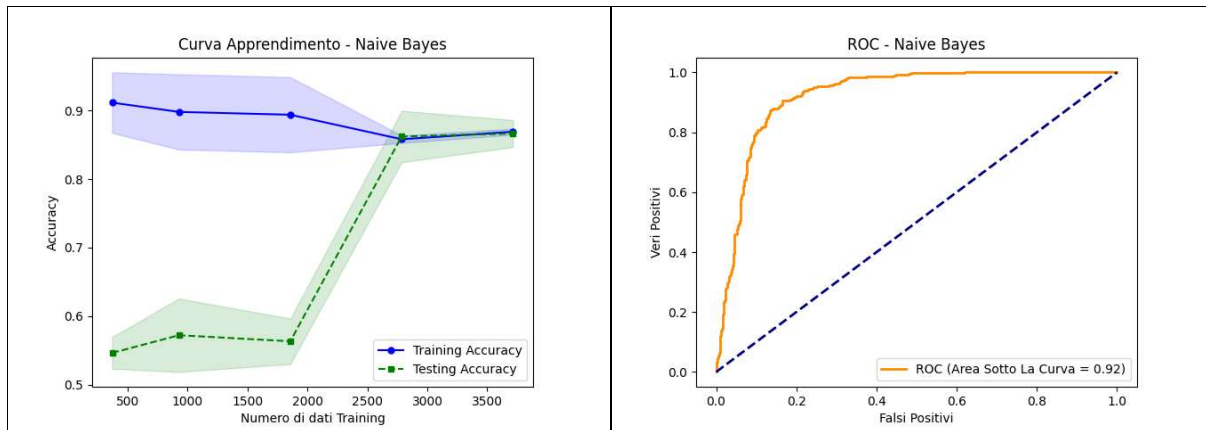 Curva Apprendimento - Naive Bayes
0.9
0.8
0.7
0.6
0.5
Accuracy
500 1000 1500 2000 2500 3000 3500
Numero di dati Training
Training Accuracy
Testing Accuracy
ROC - Naive Bayes
1.0
0.8
0.6
0.4
0.2
0.0
Veri Positivi
0.0 0.2 0.4 0.6 0.8 1.0
Falsi Positivi
ROC (Area Sotto La Curva = 0.92)